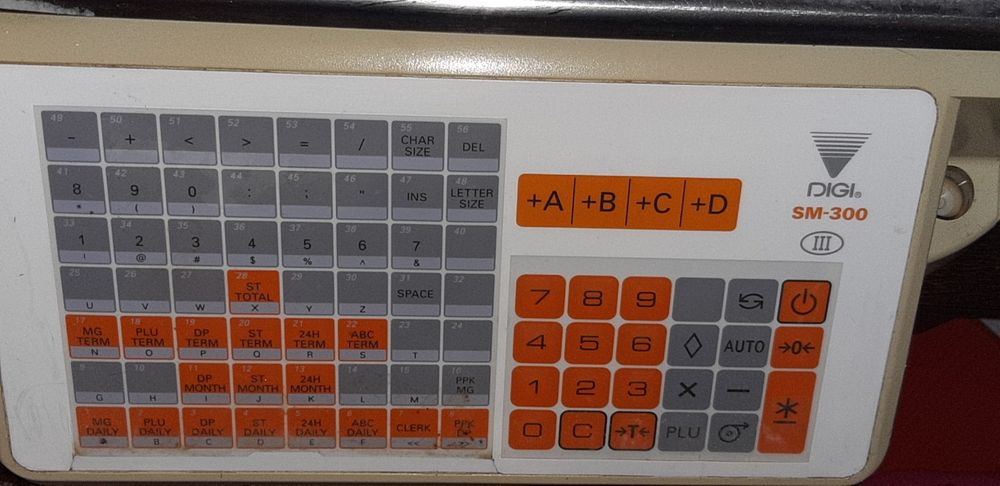 49 50 51 52 53 54 55 56
- + < > = / CHAR SIZE DEL
41 42 43 44 45 46 47 48
8 9 0 : ; " INS LETTER SIZE
* ( )
33 34 35 36 37 38 39 40
1 2 3 4 5 6 7
! @ # $ % ^ &
25 26 27 28 29 30 31 32
ST TOTAL SPACE
U V W X Y Z
17 18 19 20 21 22 23 24
MG TERM PLU TERM DP TERM ST TERM 24H TERM ABC TERM
N O P Q R S T
9 10 11 12 13 14 15 16
DP MONTH ST MONTH 24H MONTH PPK MG
G H I J K L M
MG DAILY PLU DAILY DP DAILY ST DAILY 24H DAILY ABC DAILY CLERK PPK
B C D E F <<
+A +B +C +D
DIGI®
SM-300
III
7 8 9
4 5 6 ◊ AUTO →0←
1 2 3 × − *
0 C →T← PLU